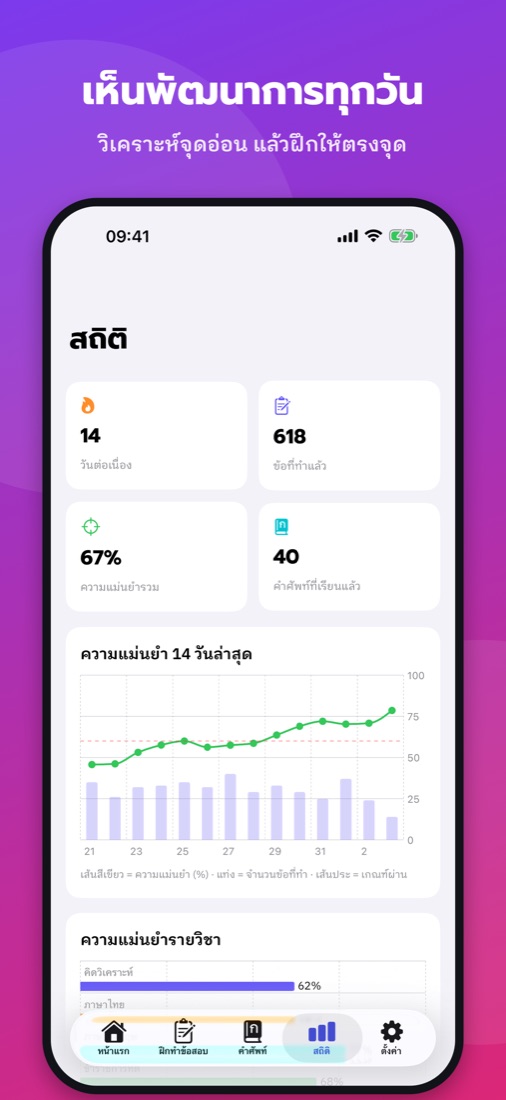 เห็นพัฒนาการทุกวัน
วิเคราะห์จุดอ่อน แล้วฝึกให้ตรงจุด
09:41
สถิติ
14
วันต่อเนื่อง
618
ข้อที่ทำแล้ว
67%
ความแม่นยำรวม
ก
40
คำศัพท์ที่เรียนแล้ว
ความแม่นยำ 14 วันล่าสุด
100
75
50
25
0
21 23 25 27 29 31 2
เส้นสีเขียว = ความแม่นยำ (%) · แท่ง = จำนวนข้อที่ทำ · เส้นประ = เกณฑ์ผ่าน
ความแม่นยำรายวิชา
คิดวิเคราะห์
62%
ภาษาไทย
ก
หน้าแรก ฝึกทำข้อสอบ คำศัพท์ สถิติ ตั้งค่า
68%